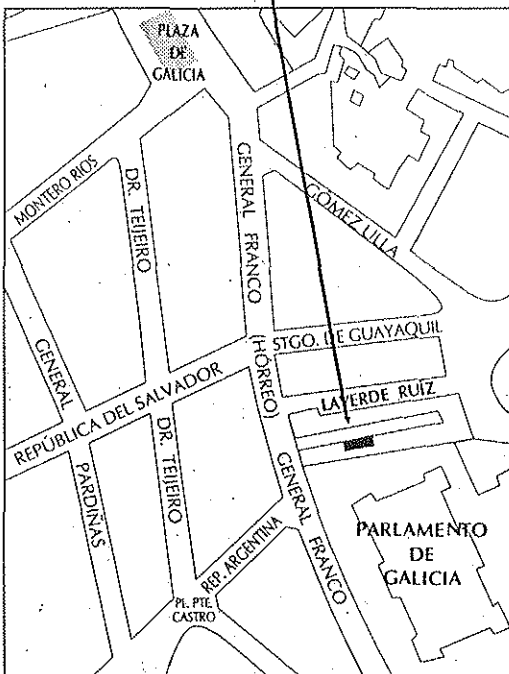 PLAZA
DE
GALICIA
MONTERO RIOS
DR. TEIJEIRO
GENERAL FRANCO (HÓRREO)
GÓMEZ ULLA
STGO. DE GUAYAQUIL
GENERAL
PARDIÑAS
REPÚBLICA DEL SALVADOR
LAVERDE RUÍZ
DR. TEIJEIRO
GENERAL FRANCO
REP. ARGENTINA
PL. PTE.
CASTRO
PARLAMENTO
DE
GALICIA